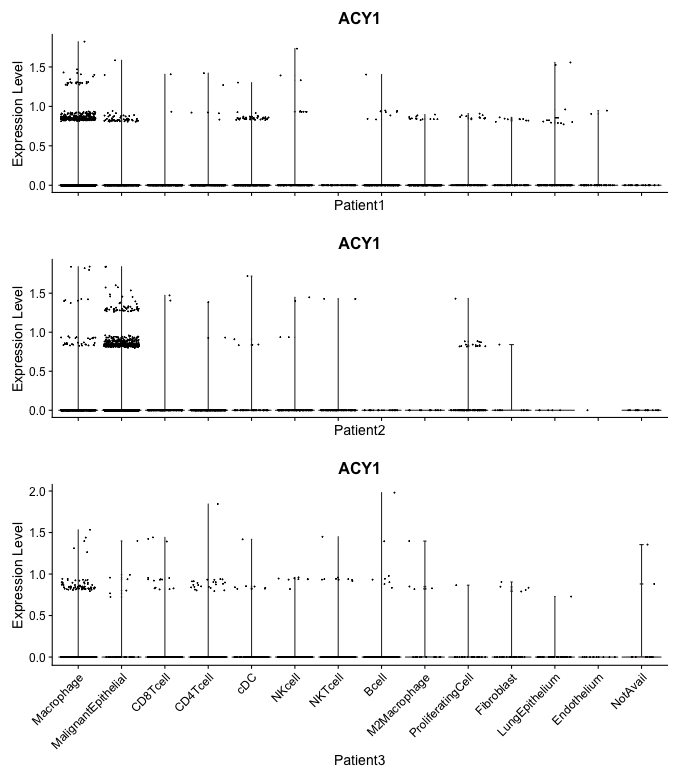 ACY1
Expression Level
1.5
1.0
0.5
0.0
Patient1
ACY1
Expression Level
1.5
1.0
0.5
0.0
Patient2
ACY1
Expression Level
2.0
1.5
1.0
0.5
0.0
Macrophage
MalignantEpithelial
CD8Tcell
CD4Tcell
cDC
NKcell
NKTcell
Bcell
M2Macrophage
ProliferatingCell
Fibroblast
LungEpithelium
Endothelium
NotAvail
Patient3